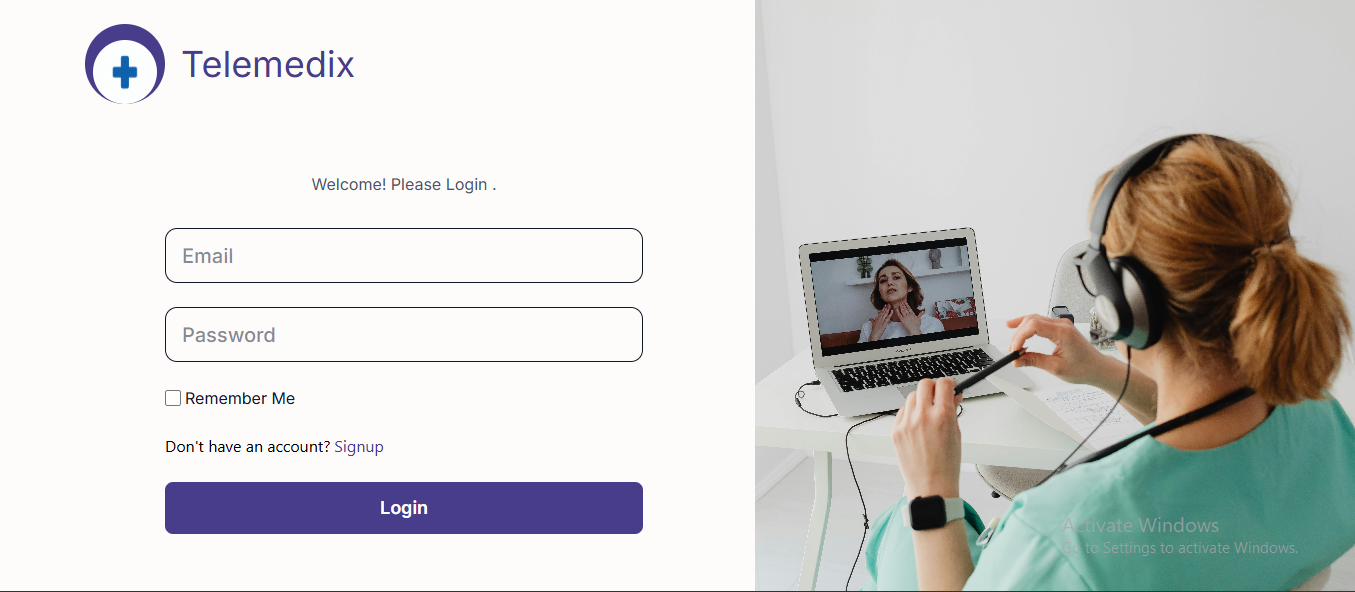 Telemedix
Welcome! Please Login .
Email
Password
Remember Me
Don't have an account? Signup
Login
Activate Windows
Go to Settings to activate Windows.